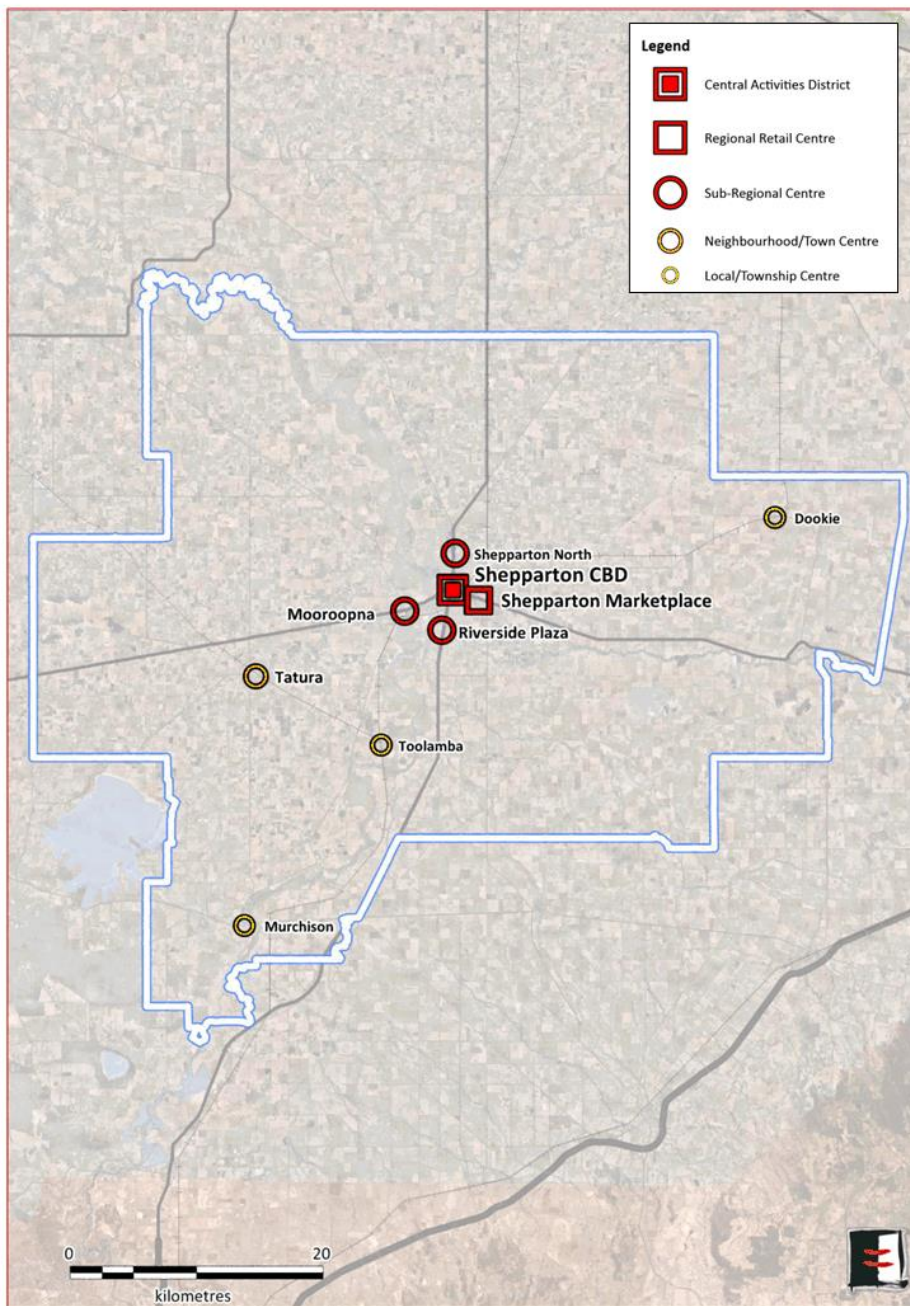 Legend
Central Activities District
Regional Retail Centre
Sub-Regional Centre
Neighbourhood/Town Centre
Local/Township Centre
Dookie
Shepparton North
Shepparton CBD
Shepparton Marketplace
Mooroopna
Riverside Plaza
Tatura
Toolamba
Murchison
0 20
kilometres